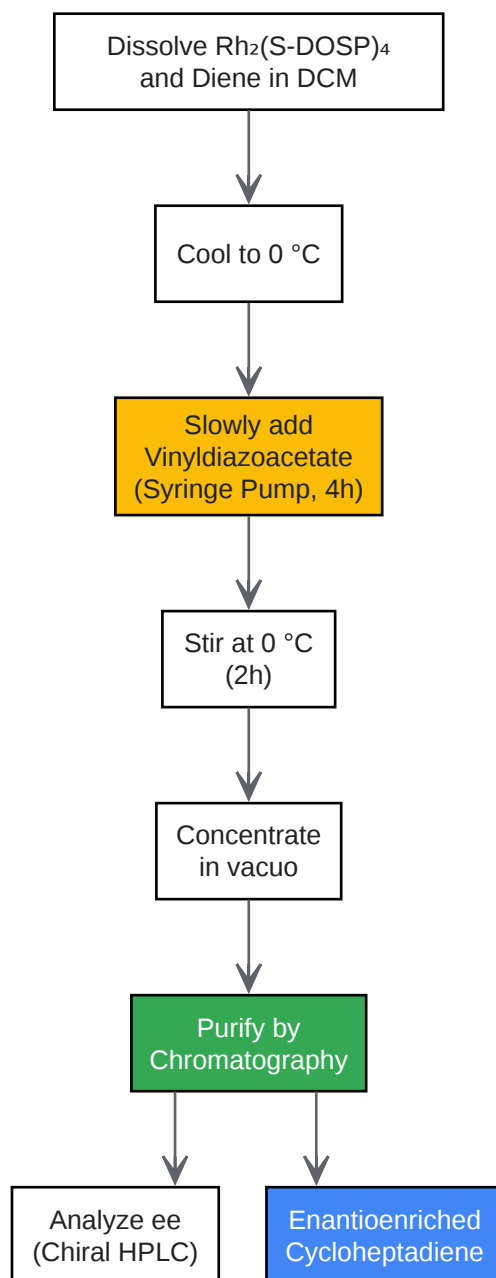 Dissolve Rh₂(S-DOSP)₄
and Diene in DCM
Cool to 0 °C
Slowly add
Vinyldiazoacetate
(Syringe Pump, 4h)
Stir at 0 °C
(2h)
Concentrate
in vacuo
Purify by
Chromatography
Analyze ee
(Chiral HPLC)
Enantioenriched
Cycloheptadiene